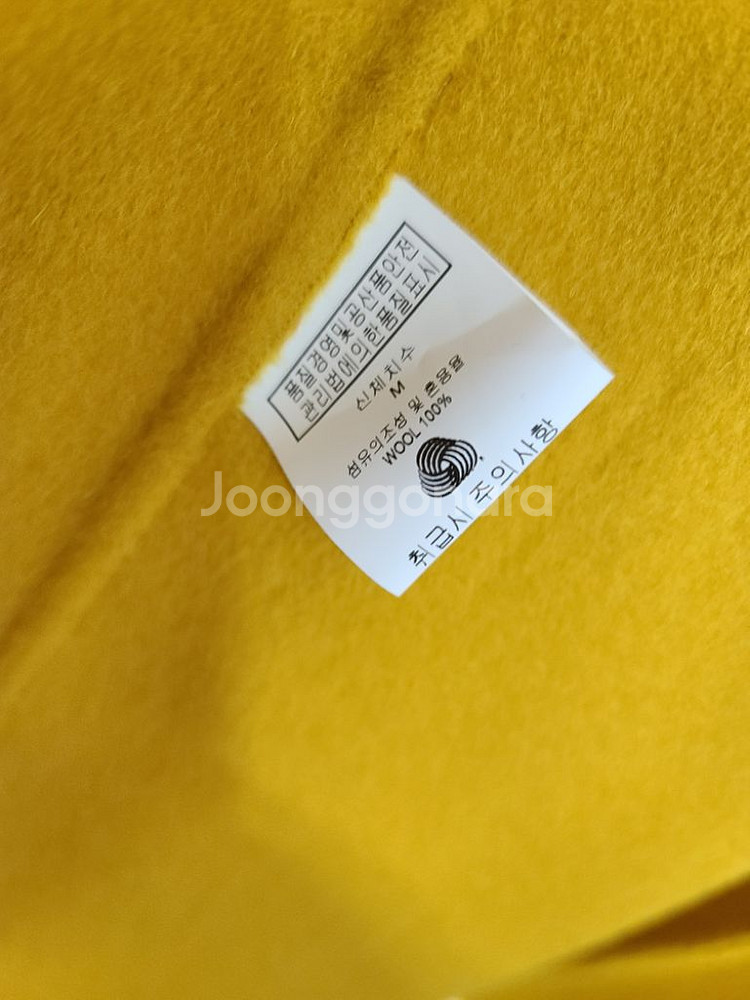 품질경영및공산품안전
관리법에의한품질표시
신체치수
M
섬유의조성 및 혼용율
WOOL 100%
취급시 주의사항
Joonggonara